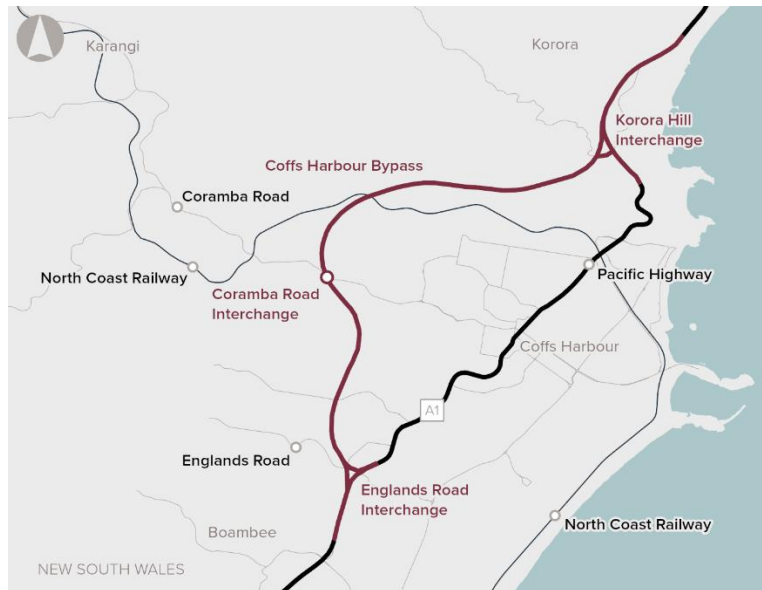 Karangi
Korora
Korora Hill
Interchange
Coffs Harbour Bypass
Coramba Road
North Coast Railway
Pacific Highway
Coramba Road
Interchange
Coffs Harbour
A1
Englands Road
Englands Road
Interchange
North Coast Railway
Boambee
NEW SOUTH WALES